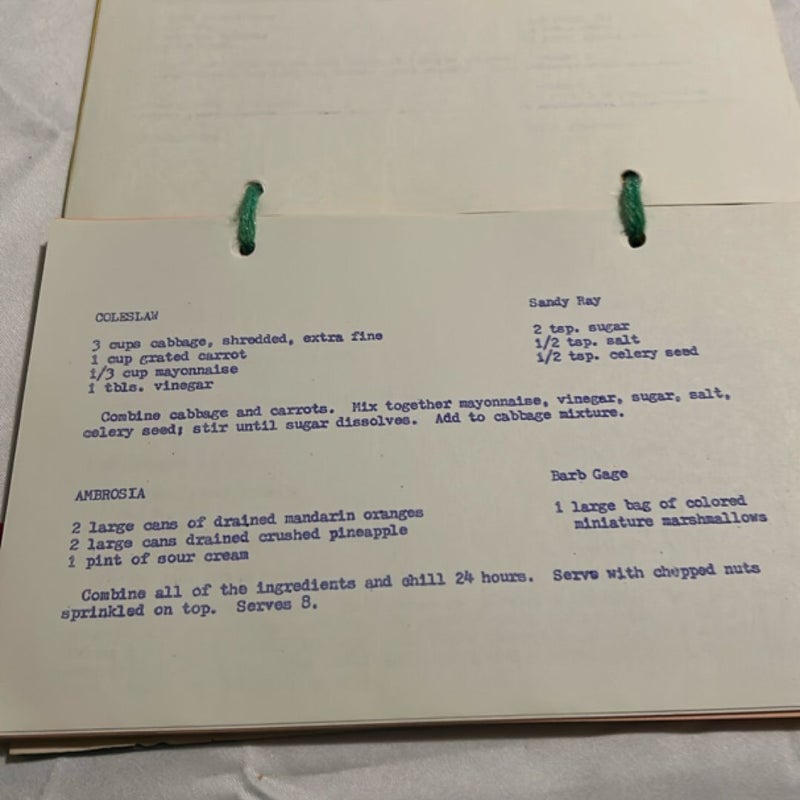 COLESLAW Sandy Ray
3 cups cabbage, shredded, extra fine 2 tsp. sugar
1 cup grated carrot 1/2 tsp. salt
1/3 cup mayonnaise 1/2 tsp. celery seed
1 tbls. vinegar
Combine cabbage and carrots. Mix together mayonnaise, vinegar, sugar, salt,
celery seed; stir until sugar dissolves. Add to cabbage mixture.
AMBROSIA Barb Gage
2 large cans of drained mandarin oranges 1 large bag of colored
2 large cans drained crushed pineapple miniature marshmallows
1 pint of sour cream
Combine all of the ingredients and chill 24 hours. Serve with chopped nuts
sprinkled on top. Serves 8.